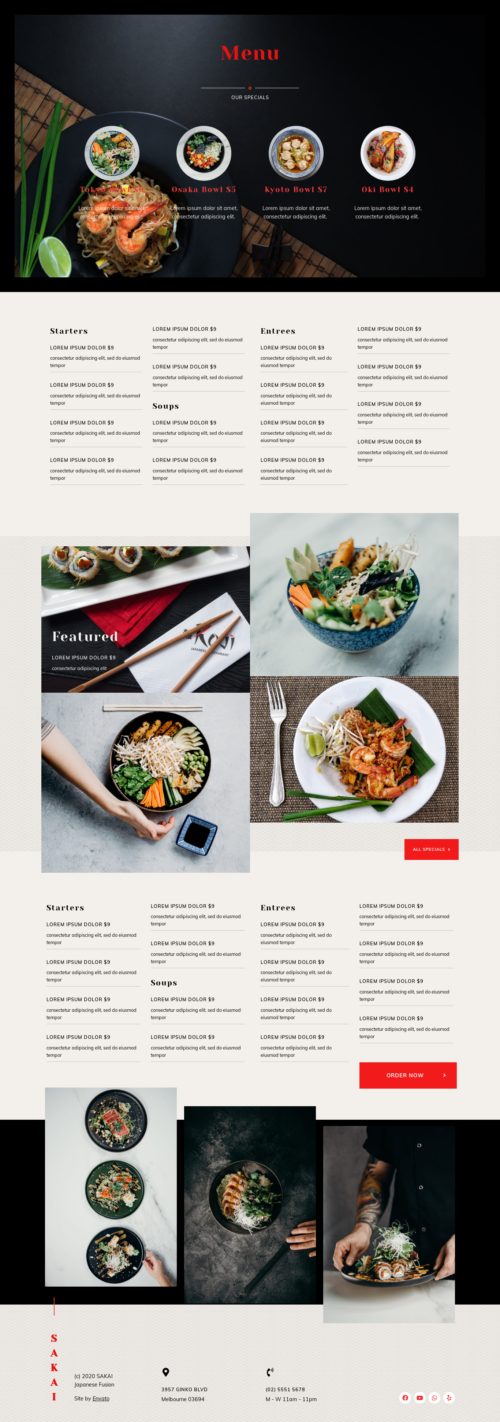 Menu
OUR SPECIALS
Osaka Bowl $5
Kyoto Bowl $7
Oki Bowl $4
Lorem ipsum dolor sit amet,
consectetur adipiscing elit.
Lorem ipsum dolor sit amet,
consectetur adipiscing elit.
Lorem ipsum dolor sit amet,
consectetur adipiscing elit.
Lorem ipsum dolor sit amet,
consectetur adipiscing elit.
Starters
LOREM IPSUM DOLOR $9
consectetur adipiscing elit, sed do eiusmod
tempor
LOREM IPSUM DOLOR $9
consectetur adipiscing elit, sed do eiusmod
tempor
LOREM IPSUM DOLOR $9
consectetur adipiscing elit, sed do eiusmod
tempor
LOREM IPSUM DOLOR $9
consectetur adipiscing elit, sed do eiusmod
tempor
LOREM IPSUM DOLOR $9
consectetur adipiscing elit, sed do eiusmod
tempor
LOREM IPSUM DOLOR $9
consectetur adipiscing elit, sed do eiusmod
tempor
Soups
LOREM IPSUM DOLOR $9
consectetur adipiscing elit, sed do eiusmod
tempor
LOREM IPSUM DOLOR $9
consectetur adipiscing elit, sed do eiusmod
tempor
Entrees
LOREM IPSUM DOLOR $9
consectetur adipiscing elit, sed do
eiusmod tempor
LOREM IPSUM DOLOR $9
consectetur adipiscing elit, sed do
eiusmod tempor
LOREM IPSUM DOLOR $9
consectetur adipiscing elit, sed do
eiusmod tempor
LOREM IPSUM DOLOR $9
consectetur adipiscing elit, sed do
eiusmod tempor
LOREM IPSUM DOLOR $9
consectetur adipiscing elit, sed do eiusmod
tempor
LOREM IPSUM DOLOR $9
consectetur adipiscing elit, sed do eiusmod
tempor
LOREM IPSUM DOLOR $9
consectetur adipiscing elit, sed do eiusmod
tempor
LOREM IPSUM DOLOR $9
consectetur adipiscing elit, sed do eiusmod
tempor
Featured
LOREM IPSUM DOLOR $9
consectetur adipiscing elit
ALL SPECIALS
Starters
LOREM IPSUM DOLOR $9
consectetur adipiscing elit, sed do eiusmod
tempor
LOREM IPSUM DOLOR $9
consectetur adipiscing elit, sed do eiusmod
tempor
LOREM IPSUM DOLOR $9
consectetur adipiscing elit, sed do eiusmod
tempor
LOREM IPSUM DOLOR $9
consectetur adipiscing elit, sed do eiusmod
tempor
LOREM IPSUM DOLOR $9
consectetur adipiscing elit, sed do eiusmod
tempor
LOREM IPSUM DOLOR $9
consectetur adipiscing elit, sed do eiusmod
tempor
Soups
LOREM IPSUM DOLOR $9
consectetur adipiscing elit, sed do eiusmod
tempor
LOREM IPSUM DOLOR $9
consectetur adipiscing elit, sed do eiusmod
tempor
Entrees
LOREM IPSUM DOLOR $9
consectetur adipiscing elit, sed do
eiusmod tempor
LOREM IPSUM DOLOR $9
consectetur adipiscing elit, sed do
eiusmod tempor
LOREM IPSUM DOLOR $9
consectetur adipiscing elit, sed do
eiusmod tempor
LOREM IPSUM DOLOR $9
consectetur adipiscing elit, sed do
eiusmod tempor
LOREM IPSUM DOLOR $9
consectetur adipiscing elit, sed do eiusmod
tempor
LOREM IPSUM DOLOR $9
consectetur adipiscing elit, sed do eiusmod
tempor
LOREM IPSUM DOLOR $9
consectetur adipiscing elit, sed do eiusmod
tempor
LOREM IPSUM DOLOR $9
consectetur adipiscing elit, sed do eiusmod
tempor
ORDER NOW
SAKAI
(c) 2020 SAKAI
Japanese Fusion
Site by Envato
3957 GINKO BLVD
Melbourne 03694
(02) 5551 5678
M - W 11am - 11pm